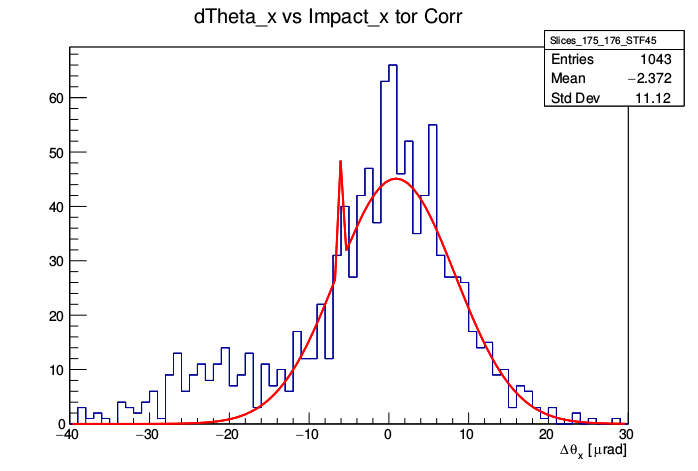 dTheta_x vs Impact_x tor Corr
Slices_175_176_STF45
Entries 1043
Mean −2.372
Std Dev 11.12
60
50
40
30
20
10
0
−40 −30 −20 −10 0 10 20 30
Δθx [μrad]